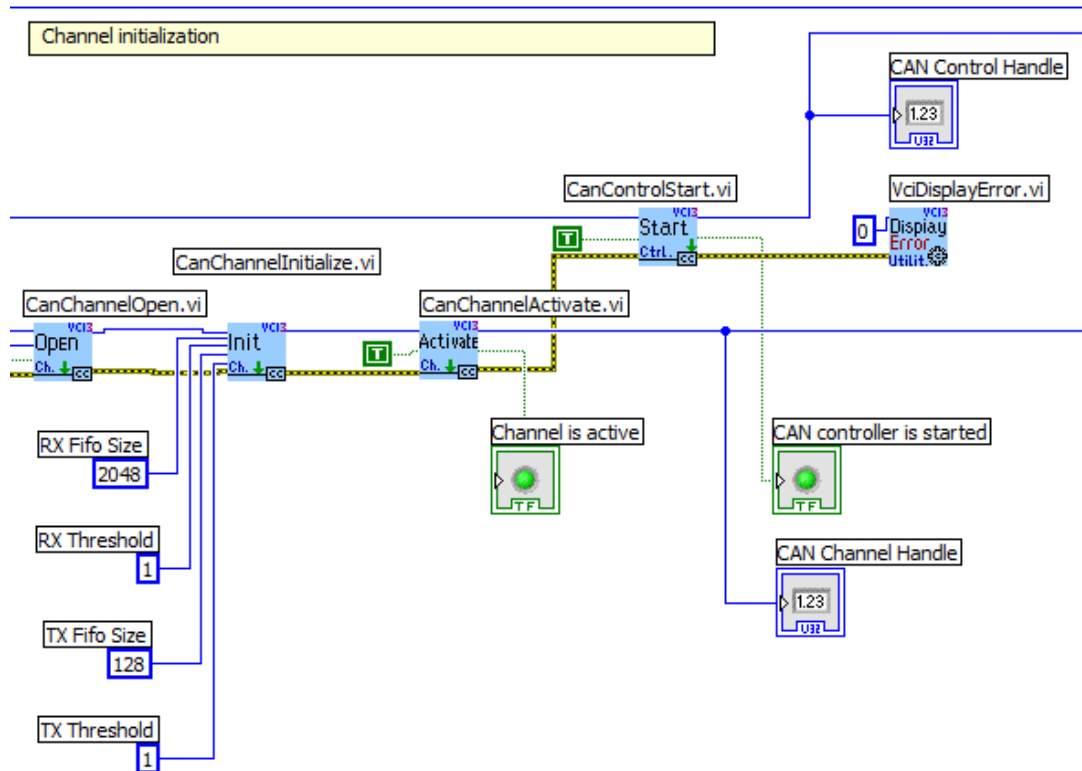 Channel initialization
CAN Control Handle
1.23
U32
CanControlStart.vi
VciDisplayError.vi
VCI3
Start
Ctrl.
CC
T
0
VCI3
Display
Error
Utilit.
CanChannelInitialize.vi
CanChannelOpen.vi
CanChannelActivate.vi
VCI3
Open
Ch.
CC
VCI3
Init
Ch.
CC
T
VCI3
Activate
Ch.
CC
RX Fifo Size
2048
Channel is active
TF
CAN controller is started
TF
RX Threshold
1
CAN Channel Handle
1.23
U32
TX Fifo Size
128
TX Threshold
1